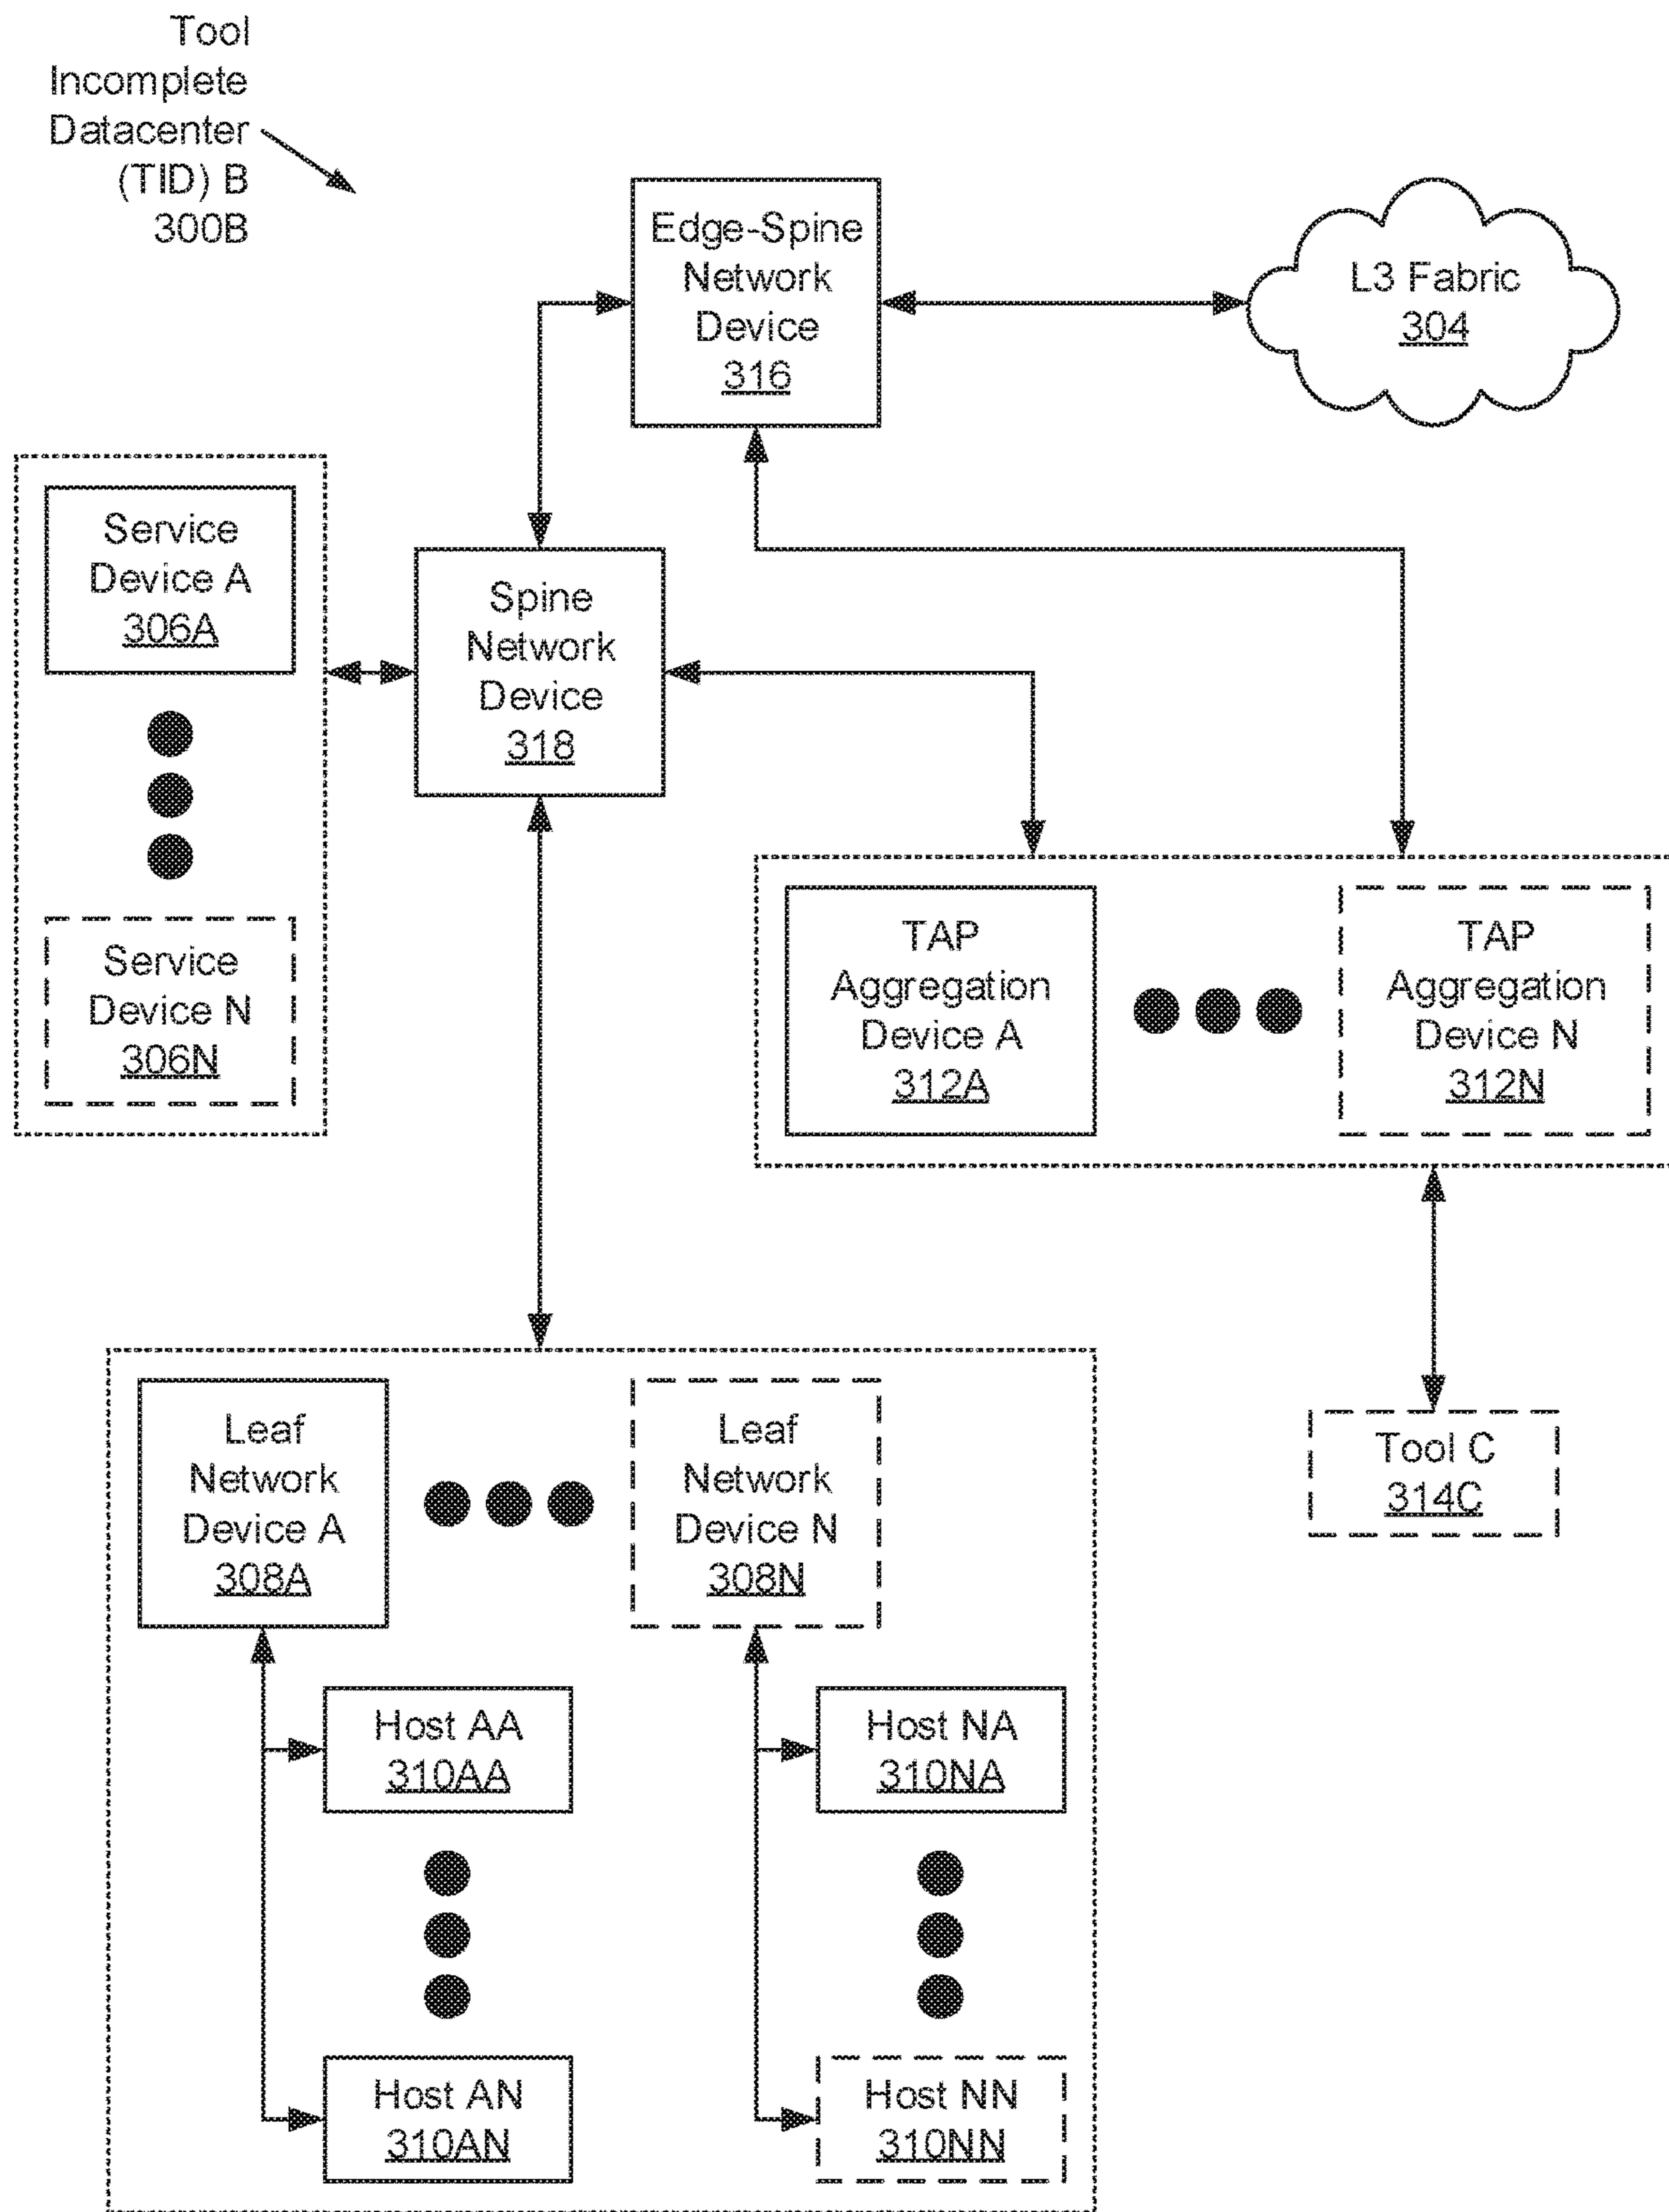 Tool
Incomplete
Datacenter
(TID) B
300B
Edge-Spine
Network
Device
316
L3 Fabric
304
Service
Device A
306A
Service
Device N
306N
Spine
Network
Device
318
TAP
Aggregation
Device A
312A
TAP
Aggregation
Device N
312N
Tool C
314C
Leaf
Network
Device A
308A
Leaf
Network
Device N
308N
Host AA
310AA
Host AN
310AN
Host NA
310NA
Host NN
310NN